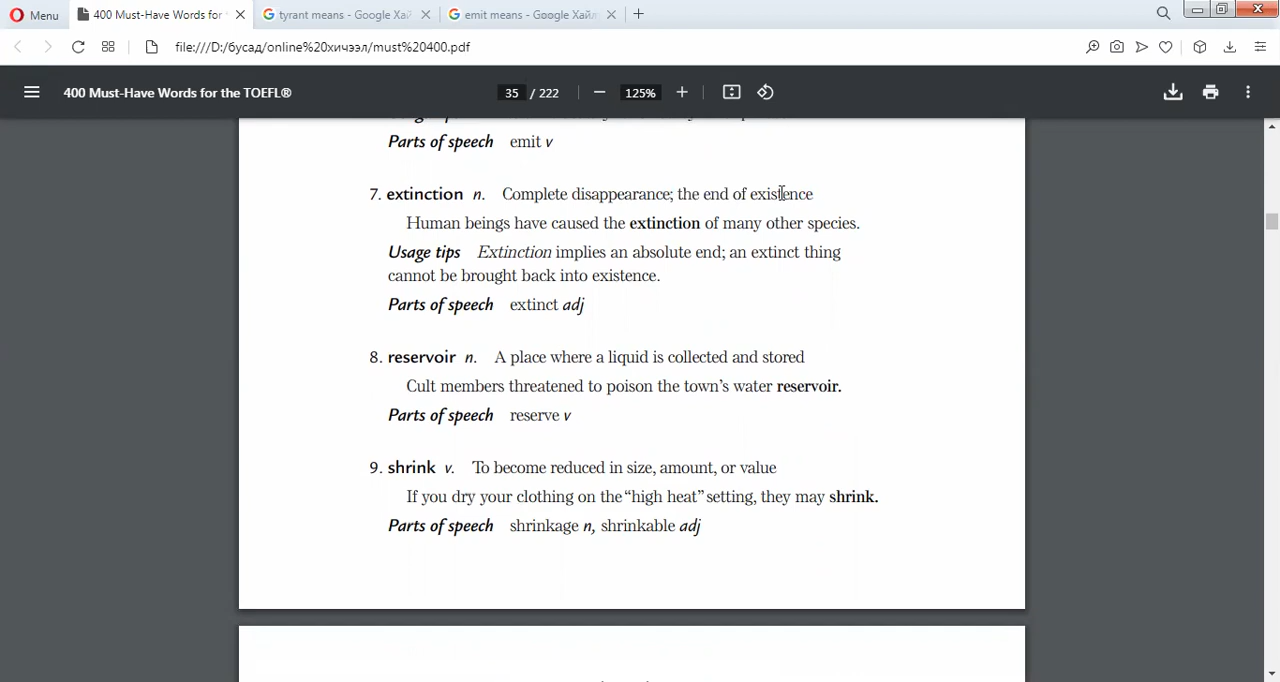 Menu
400 Must-Have Words for
tyrant means - Google Хай
emit means - Google Хайл
file:///D:/бусад/online%20хичээл/must%20400.pdf
400 Must-Have Words for the TOEFL®
35 / 222
125%
Parts of speech emit v
7. extinction n. Complete disappearance; the end of existence
Human beings have caused the extinction of many other species.
Usage tips Extinction implies an absolute end; an extinct thing
cannot be brought back into existence.
Parts of speech extinct adj
8. reservoir n. A place where a liquid is collected and stored
Cult members threatened to poison the town's water reservoir.
Parts of speech reserve v
9. shrink v. To become reduced in size, amount, or value
If you dry your clothing on the “high heat” setting, they may shrink.
Parts of speech shrinkage n, shrinkable adj